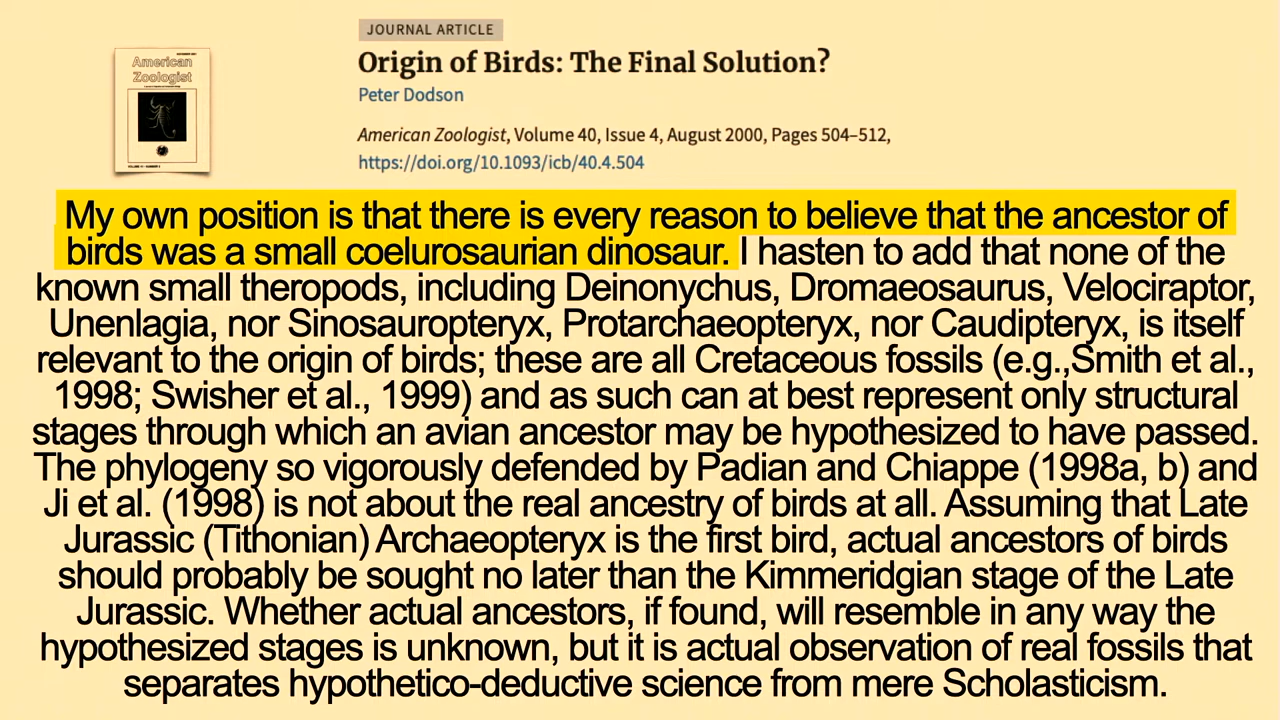 JOURNAL ARTICLE
American
Zoologist
Origin of Birds: The Final Solution?
Peter Dodson
American Zoologist, Volume 40, Issue 4, August 2000, Pages 504–512,
https://doi.org/10.1093/icb/40.4.504
My own position is that there is every reason to believe that the ancestor of
birds was a small coelurosaurian dinosaur. I hasten to add that none of the
known small theropods, including Deinonychus, Dromaeosaurus, Velociraptor,
Unenlagia, nor Sinosauropteryx, Protarchaeopteryx, nor Caudipteryx, is itself
relevant to the origin of birds; these are all Cretaceous fossils (e.g.,Smith et al.,
1998; Swisher et al., 1999) and as such can at best represent only structural
stages through which an avian ancestor may be hypothesized to have passed.
The phylogeny so vigorously defended by Padian and Chiappe (1998a, b) and
Ji et al. (1998) is not about the real ancestry of birds at all. Assuming that Late
Jurassic (Tithonian) Archaeopteryx is the first bird, actual ancestors of birds
should probably be sought no later than the Kimmeridgian stage of the Late
Jurassic. Whether actual ancestors, if found, will resemble in any way the
hypothesized stages is unknown, but it is actual observation of real fossils that
separates hypothetico-deductive science from mere Scholasticism.